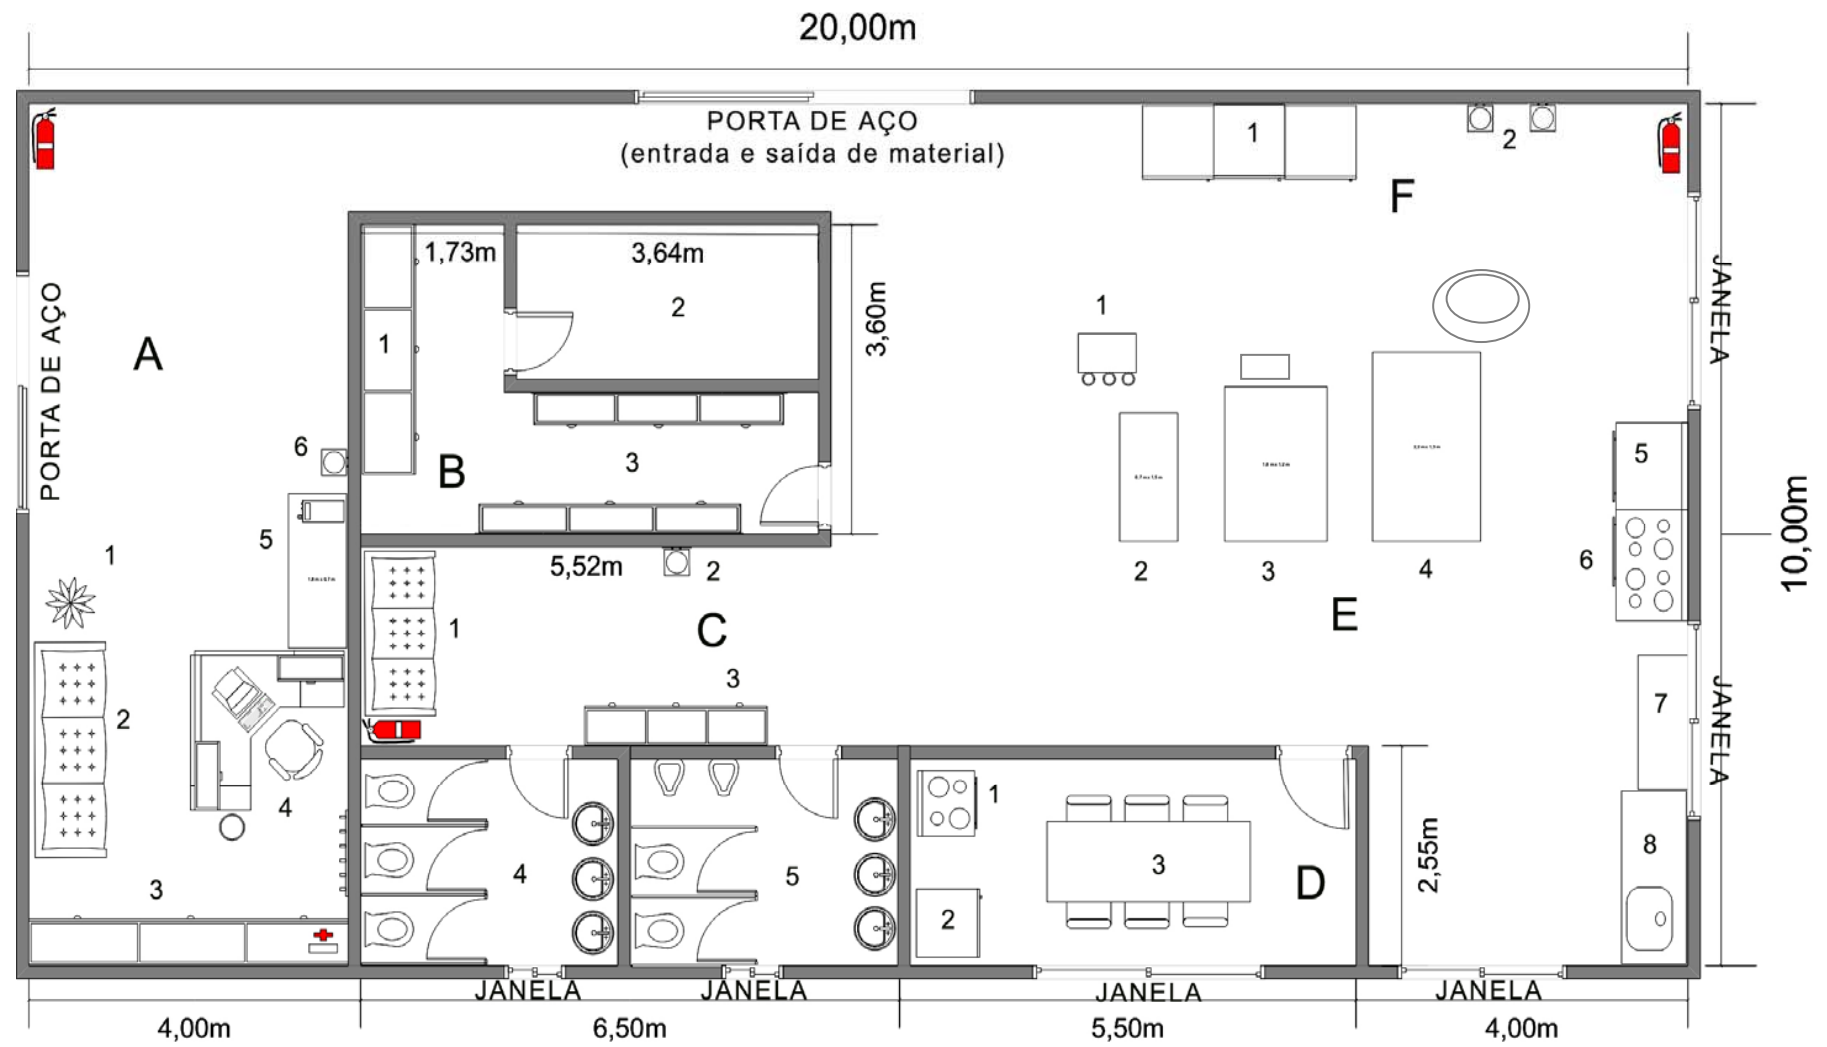 20,00m
PORTA DE AÇO
(entrada e saída de material)
1
2
F
1,73m
3,64m
2
3,60m
JANELA
PORTA DE AÇO
A
1
1
6
B
3
5
6
5
10,00m
1
5,52m
2
2
3
4
C
E
1
2
3
7
JANELA
4
3
4
5
1
3
D
2
2,55m
8
JANELA
JANELA
JANELA
JANELA
4,00m
6,50m
5,50m
4,00m